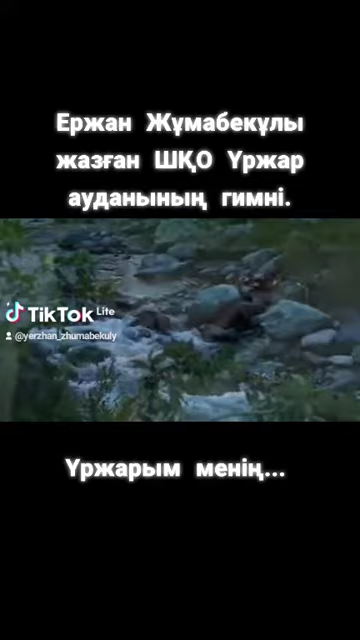 Ержан Жұмабекұлы
жазған ШҚО Үржар
ауданының гимні.
TikTok Lite
@yerzhan_zhumabekuly
Үржарым менің...